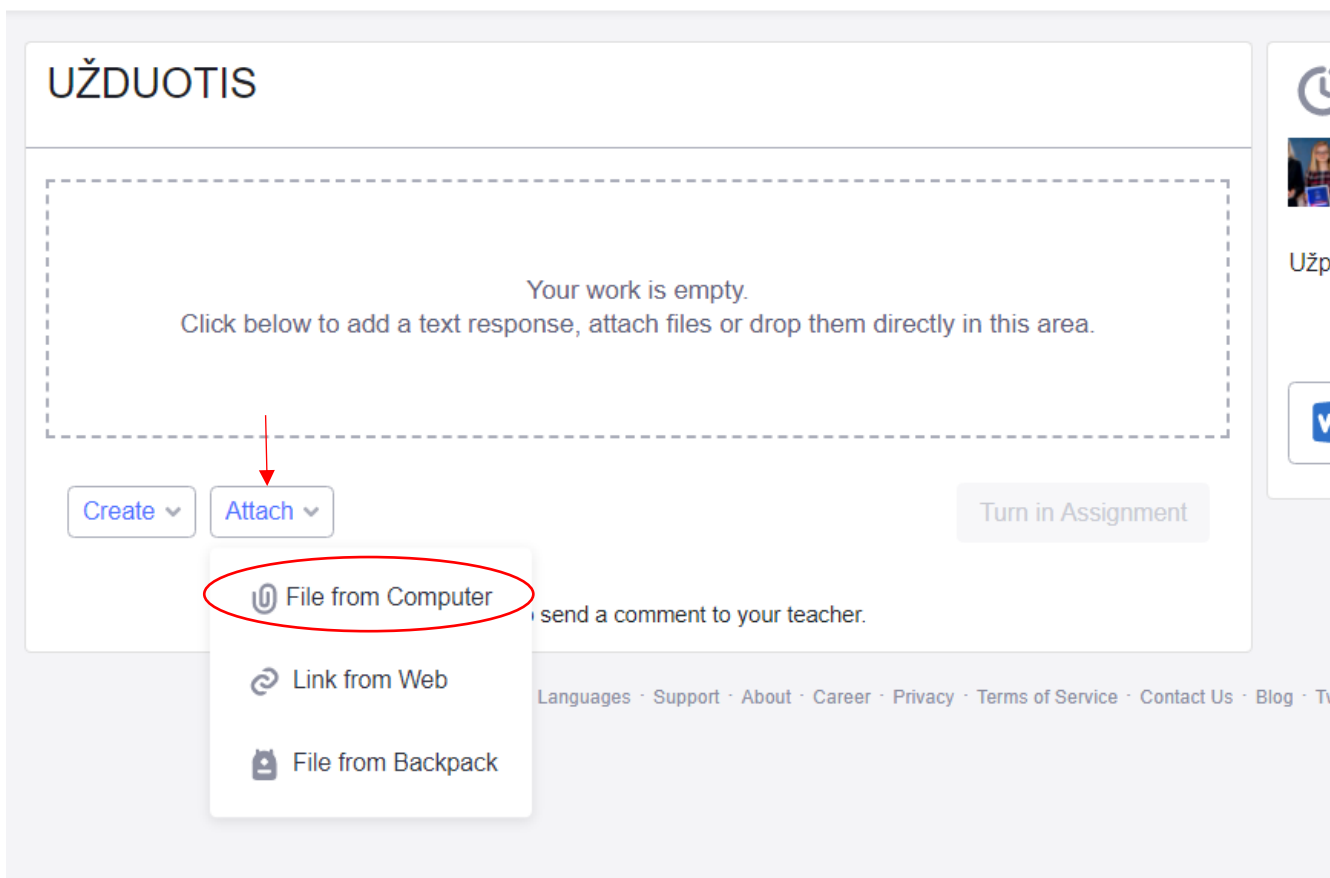 UŽDUOTIS
Užp
Your work is empty.
Click below to add a text response, attach files or drop them directly in this area.
Create
Attach
Turn in Assignment
File from Computer
send a comment to your teacher.
Link from Web
Languages · Support · About · Career · Privacy · Terms of Service · Contact Us · Blog ·
File from Backpack